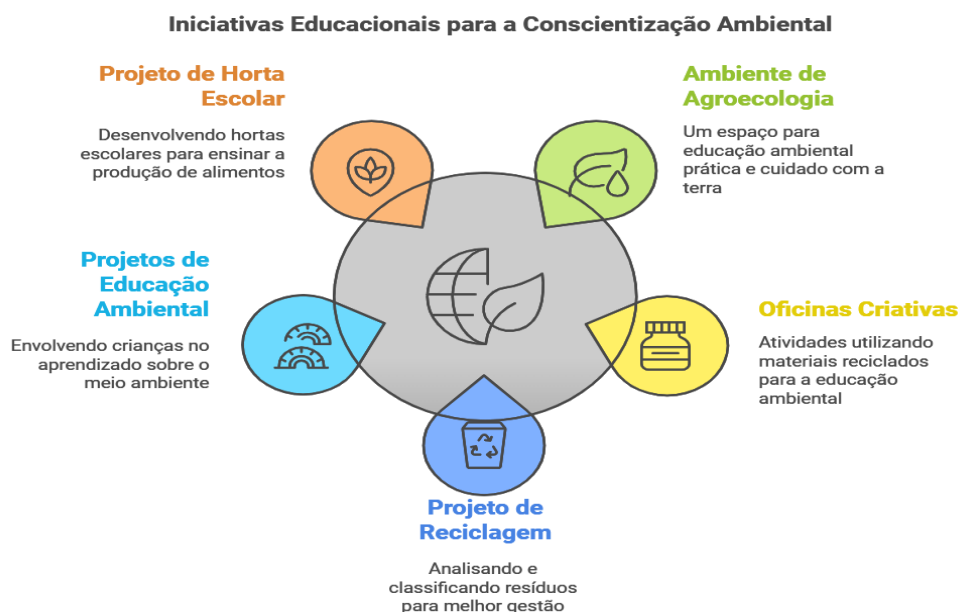 Iniciativas Educacionais para a Conscientização Ambiental
Projeto de Horta
Escolar
Desenvolvendo hortas
escolares para ensinar a
produção de alimentos
Ambiente de
Agroecologia
Um espaço para
educação ambiental
prática e cuidado com a
terra
Projetos de
Educação
Ambiental
Envolvendo crianças no
aprendizado sobre o
meio ambiente
Oficinas Criativas
Atividades utilizando
materiais reciclados
para a educação
ambiental
Projeto de
Reciclagem
Analisando e
classificando resíduos
para melhor gestão